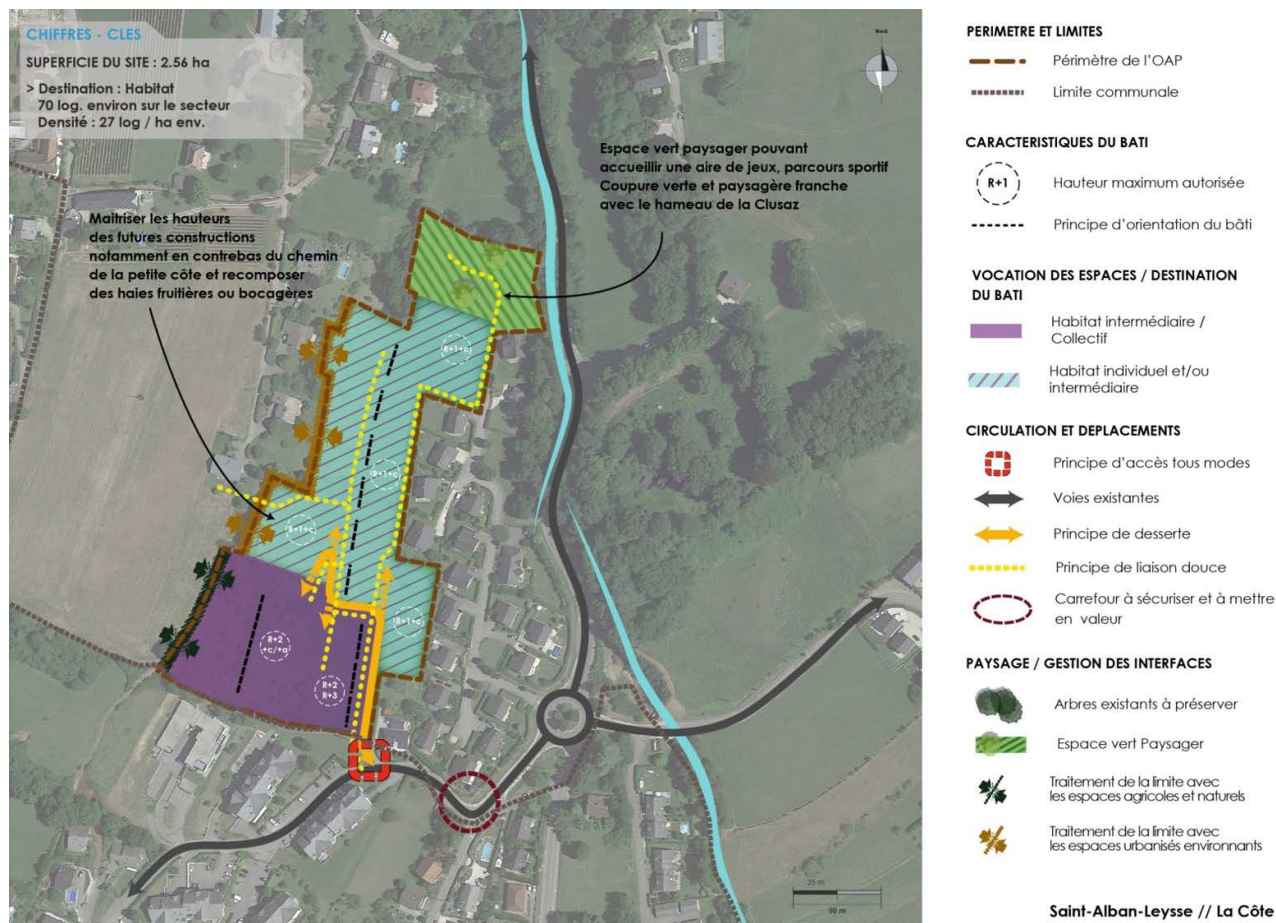 CHIFFRES - CLES
SUPERFICIE DU SITE : 2.56 ha
> Destination : Habitat
70 log. environ sur le secteur
Densité : 27 log / ha env.
Nord
Espace vert paysager pouvant
accueillir une aire de jeux, parcours sportif
Coupure verte et paysagère franche
avec le hameau de la Clusaz
Maitriser les hauteurs
des futures constructions
notamment en contrebas du chemin
de la petite côte et recomposer
des haies fruitières ou bocagères
R+1+c
R+1+c
R+1+c
R+1+c
R+2
+c/+a
R+2
R+3
25 m
PERIMETRE ET LIMITES
Périmètre de l'OAP
Limite communale
CARACTERISTIQUES DU BATI
R+1
Hauteur maximum autorisée
Principe d'orientation du bâti
VOCATION DES ESPACES / DESTINATION
DU BATI
Habitat intermédiaire /
Collectif
Habitat individuel et/ou
intermédiaire
CIRCULATION ET DEPLACEMENTS
Principe d'accès tous modes
Voies existantes
Principe de desserte
Principe de liaison douce
Carrefour à sécuriser et à mettre
en valeur
PAYSAGE / GESTION DES INTERFACES
Arbres existants à préserver
Espace vert Paysager
Traitement de la limite avec
les espaces agricoles et naturels
Traitement de la limite avec
les espaces urbanisés environnants
Saint-Alban-Leysse // La Côte